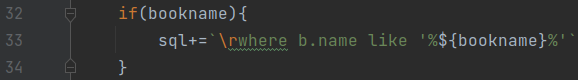 32 if(bookname){
33 sql+=`\rwhere b.name like '%${bookname}%'`
34 }